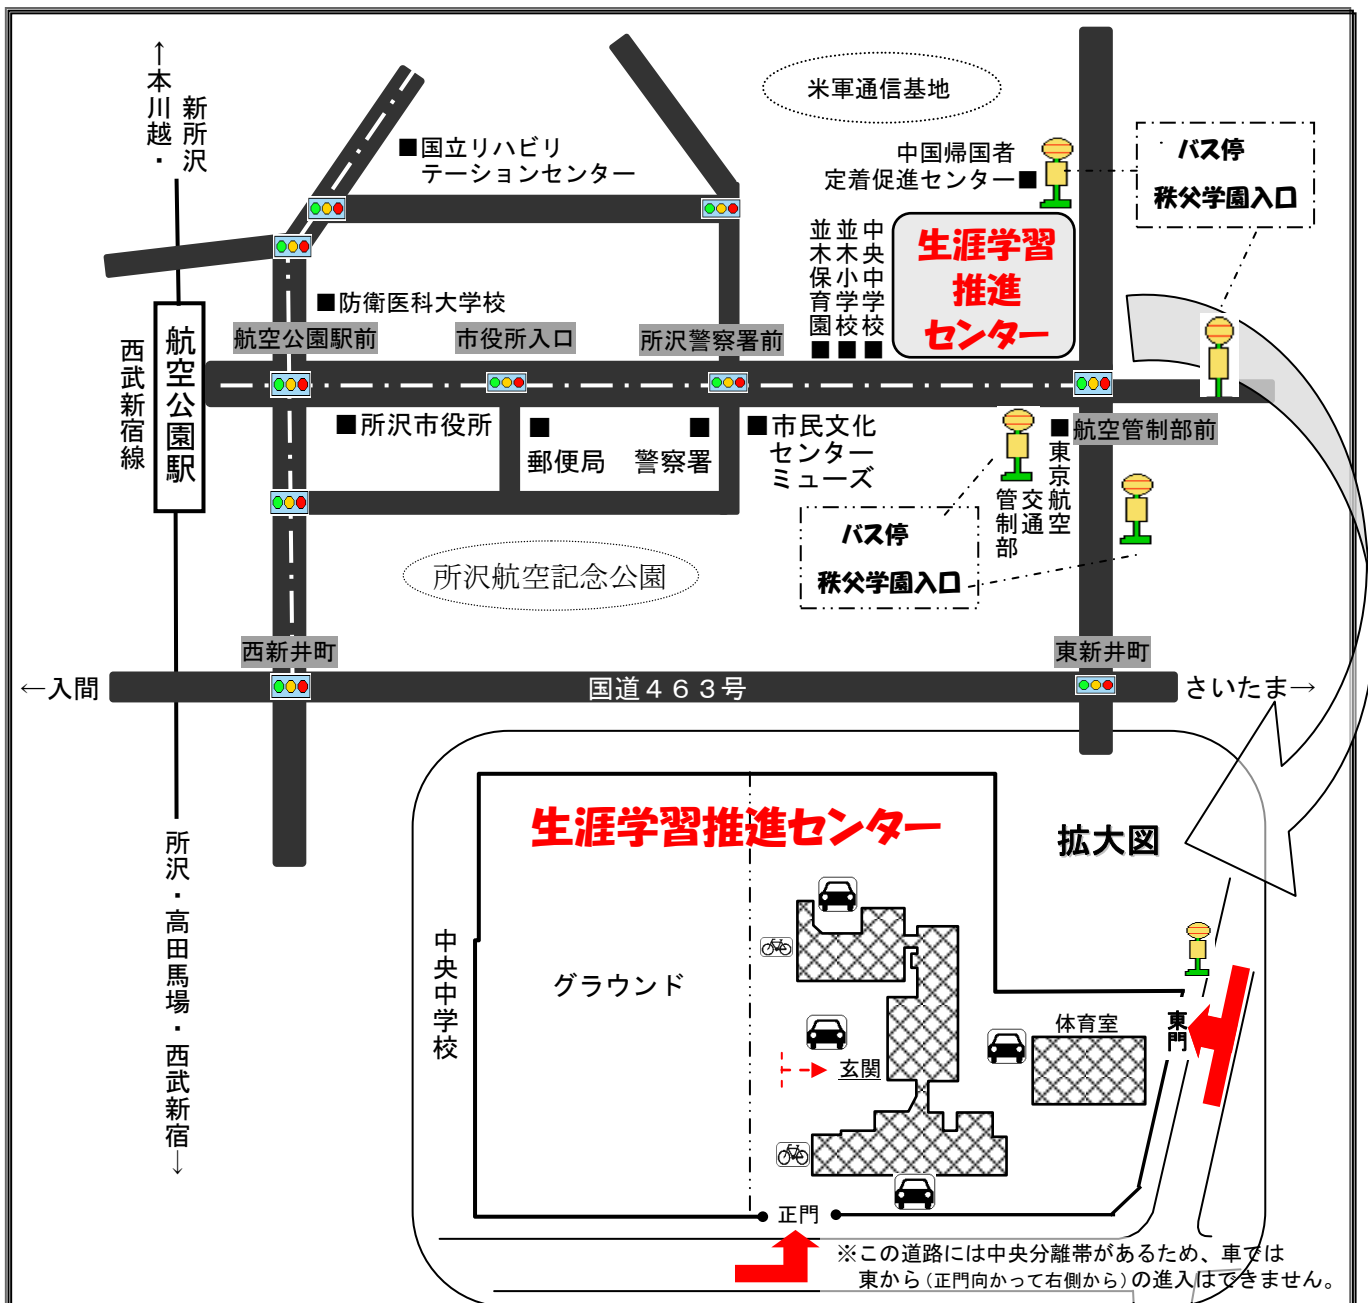 ↑本川越・
新所沢
米軍通信基地
■国立リハビリ
テーションセンター
中国帰国者
定着促進センター■
バス停
秩父学園入口
並木保育園■
並木小学校■
中央中学校■
生涯学習
推進
センター
■防衛医科大学校
航空公園駅前
市役所入口
所沢警察署前
西武新宿線
航空公園駅
■所沢市役所
■
郵便局
■
警察署
■市民文化
センター
ミューズ
■東京航空
交通
管制部
航空管制部前
バス停
秩父学園入口
所沢航空記念公園
西新井町
東新井町
←入間
国道463号
さいたま→
所沢・高田馬場・西武新宿→
生涯学習推進センター
拡大図
中央中学校
グラウンド
体育室
東門
玄関
正門
※この道路には中央分離帯があるため、車では
東から(正門向かって右側から)の進入はできません。